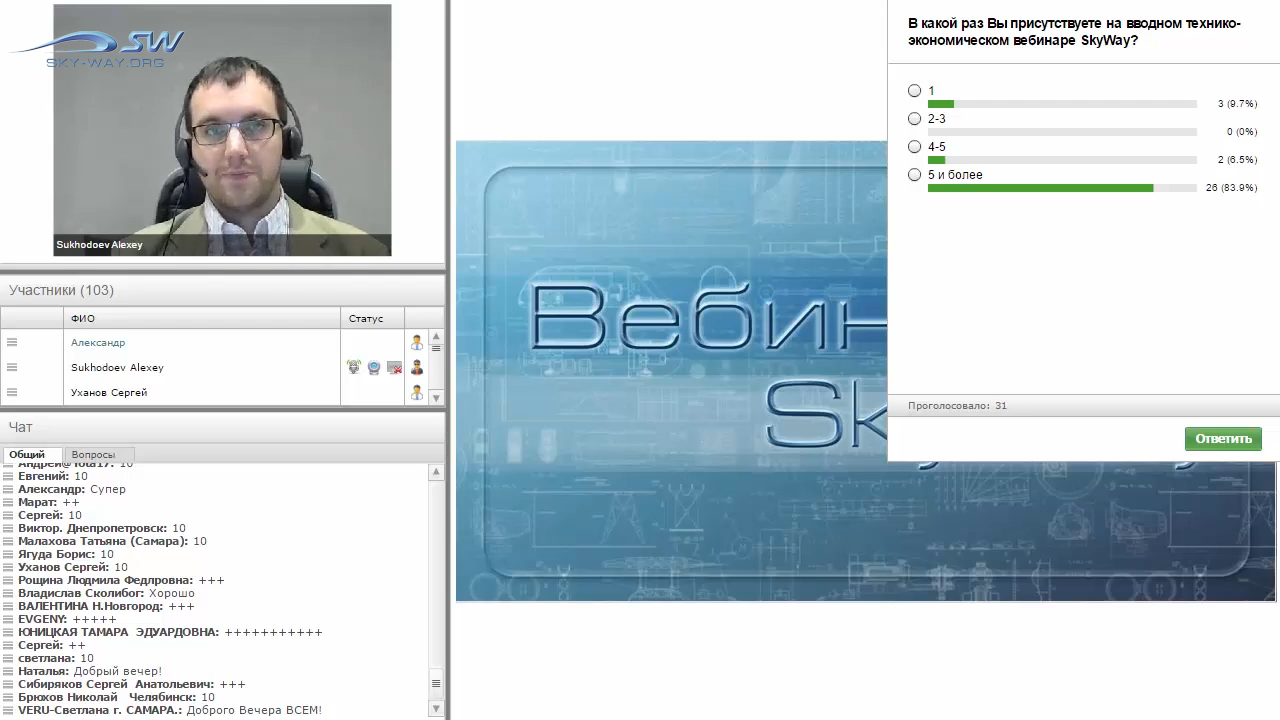 SW
SKY-WAY.ORG
Sukhodoev Alexey
Участники (103)
ФИО
Статус
Александр
Sukhodoev Alexey
Уханов Сергей
Чат
Общий
Вопросы
Андрей@Yota17: 10
Евгений: 10
Александр: Супер
Марат: ++
Сергей: 10
Виктор. Днепропетровск: 10
Малахова Татьяна (Самара): 10
Ягуда Борис: 10
Уханов Сергей: 10
Рощина Людмила Федлровна: +++
Владислав Сколибог: Хорошо
ВАЛЕНТИНА Н.Новгород: +++
EVGENY: +++++
ЮНИЦКАЯ ТАМАРА ЭДУАРДОВНА: +++++++++++
Сергей: ++
светлана: 10
Наталья: Добрый вечер!
Сибиряков Сергей Анатольевич: +++
Брюхов Николай Челябинск: 10
VERU-Светлана г. САМАРА.: Доброго Вечера ВСЕМ!
Вебин
Sk
В какой раз Вы присутствуете на вводном технико-
экономическом вебинаре SkyWay?
1
3 (9.7%)
2-3
0 (0%)
4-5
2 (6.5%)
5 и более
26 (83.9%)
Проголосовало: 31
Ответить